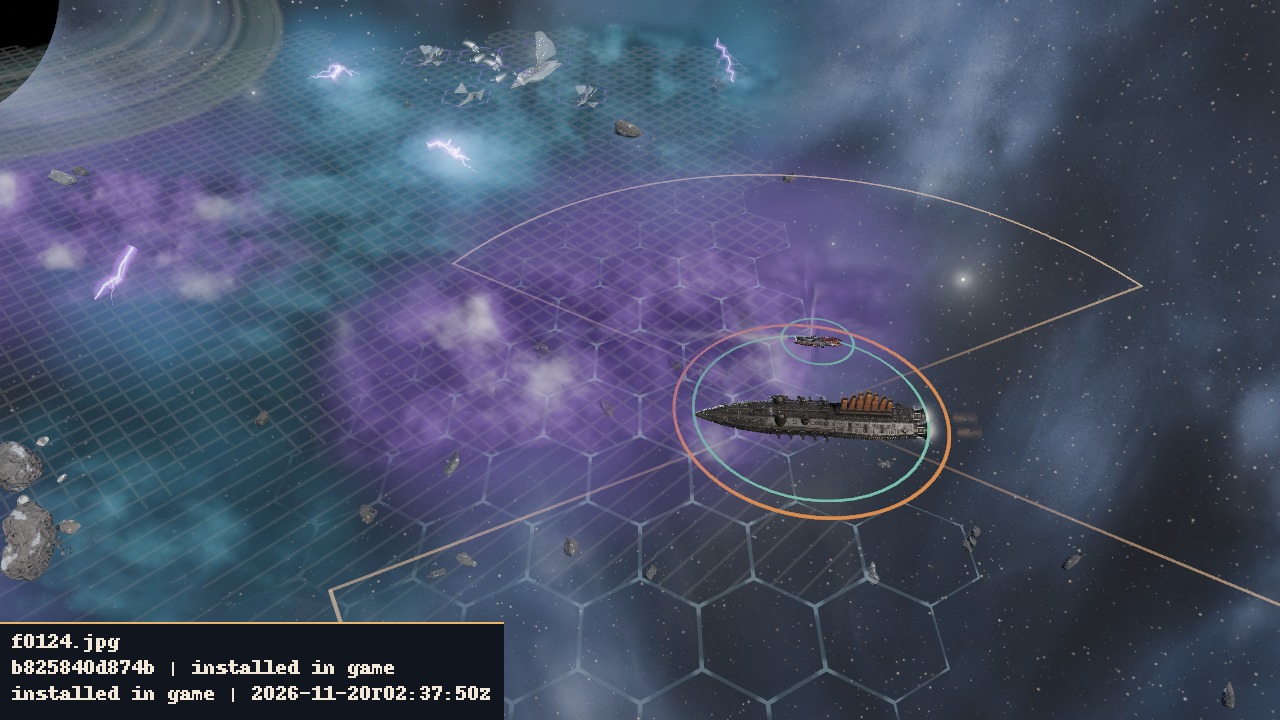 f0124.jpg
b825840d874b | installed in game
installed in game | 2026-11-20T02:37:50z